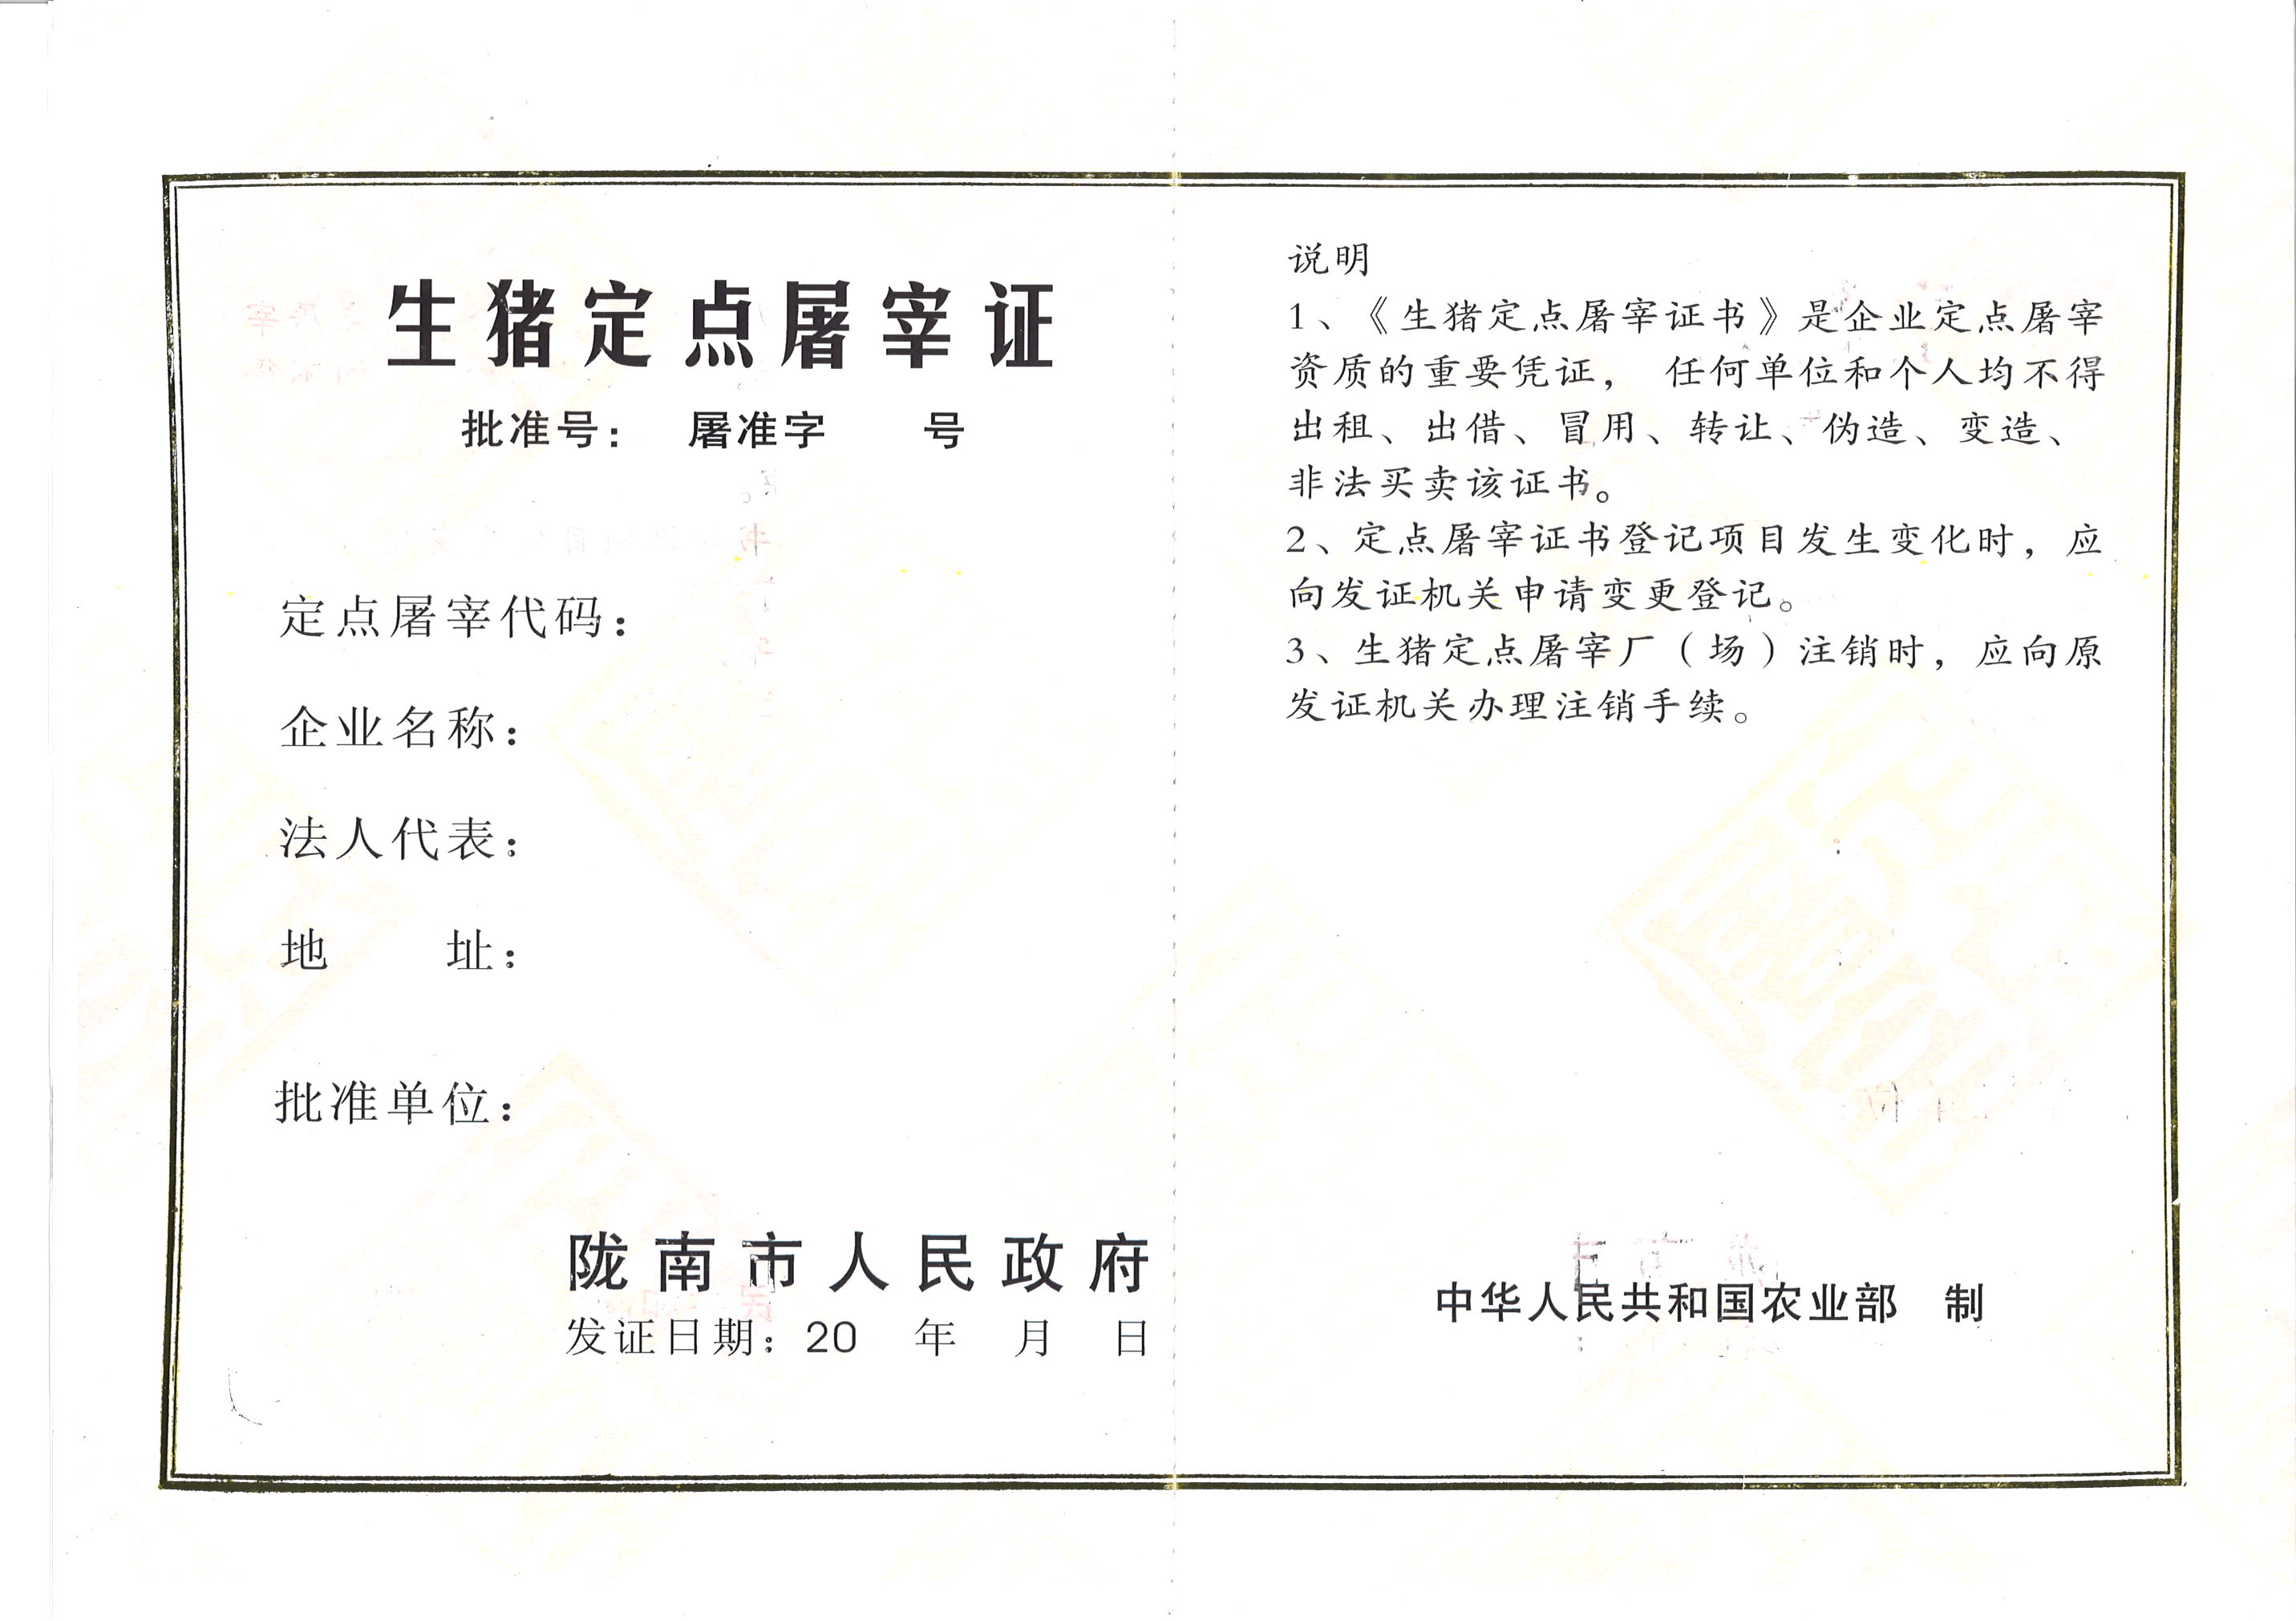 生猪定点屠宰证
批准号： 屠准字 号
定点屠宰代码：
企业名称：
法人代表：
地 址：
批准单位：
陇南市人民政府
发证日期：20 年 月 日
说明
1、《生猪定点屠宰证书》是企业定点屠宰
资质的重要凭证， 任何单位和个人均不得
出租、出借、冒用、转让、伪造、变造、
非法买卖该证书。
2、定点屠宰证书登记项目发生变化时，应
向发证机关申请变更登记。
3、生猪定点屠宰厂（场）注销时，应向原
发证机关办理注销手续。
中华人民共和国农业部 制